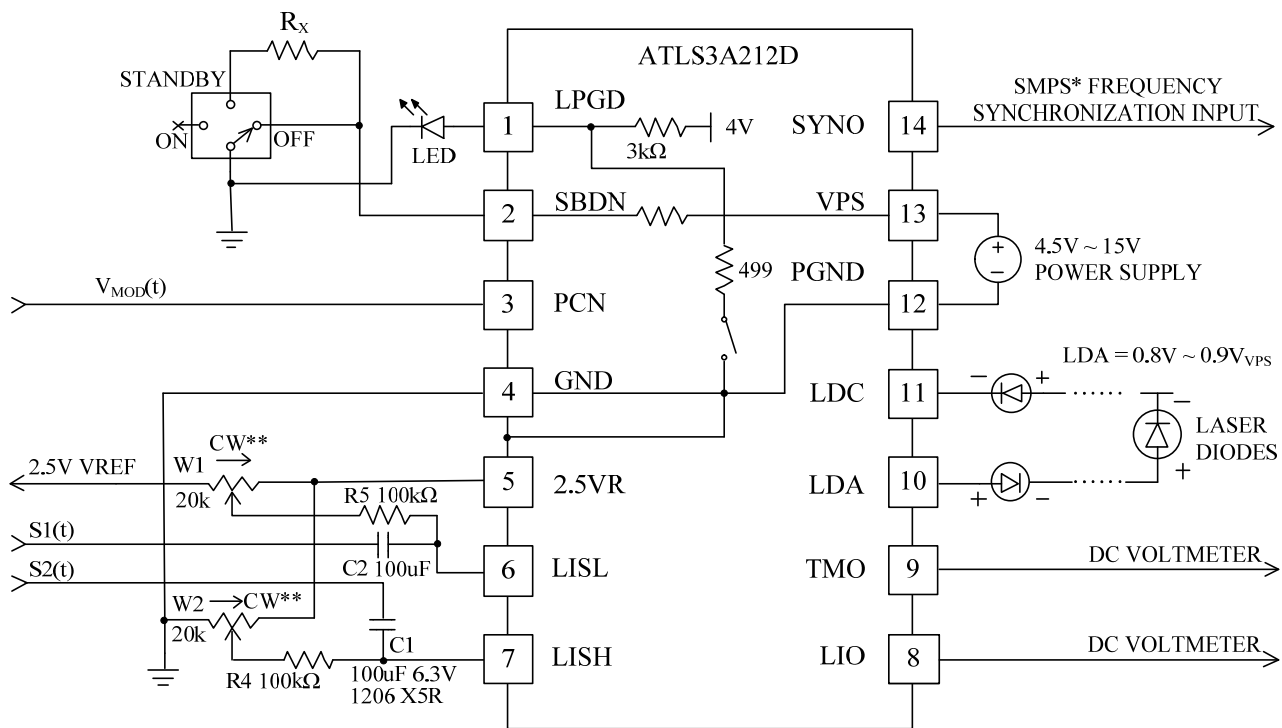 R_X
ATLS3A212D
STANDBY
ON
OFF
LED
LPGD
3kΩ
4V
SYNO
SMPS* FREQUENCY
SYNCHRONIZATION INPUT
1
14
SBDN
VPS
2
13
4.5V ~ 15V
POWER SUPPLY
+
−
499
PGND
V_MOD(t)
3
PCN
12
LDA = 0.8V ~ 0.9V_VPS
4
GND
LDC
11
−
+
......
−
LASER
DIODES
+
CW**
2.5V VREF
W1
20k
R5 100kΩ
5
2.5VR
LDA
10
+
−
......
S1(t)
C2 100uF
6
LISL
TMO
9
DC VOLTMETER
S2(t)
W2
CW**
20k
C1
100uF 6.3V
1206 X5R
R4 100kΩ
7
LISH
LIO
8
DC VOLTMETER